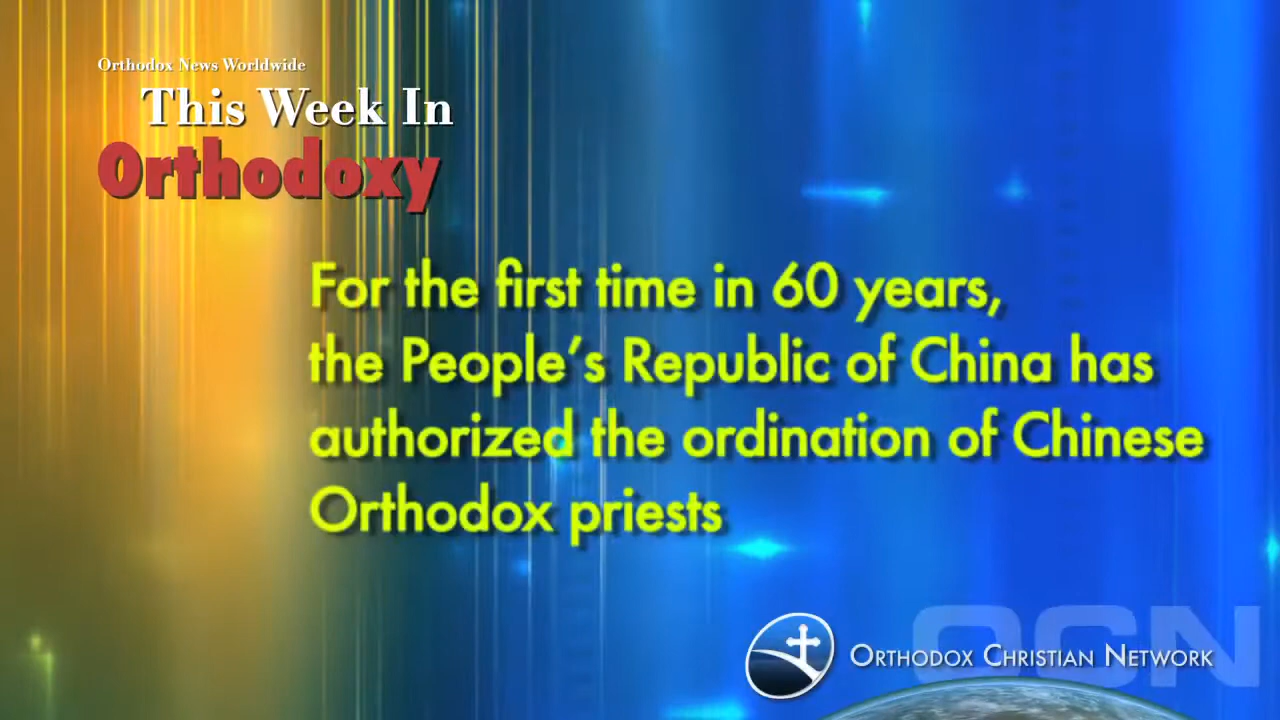 Orthodox News Worldwide
This Week In
Orthodoxy
For the first time in 60 years,
the People’s Republic of China has
authorized the ordination of Chinese
Orthodox priests
OCN
Orthodox Christian Network